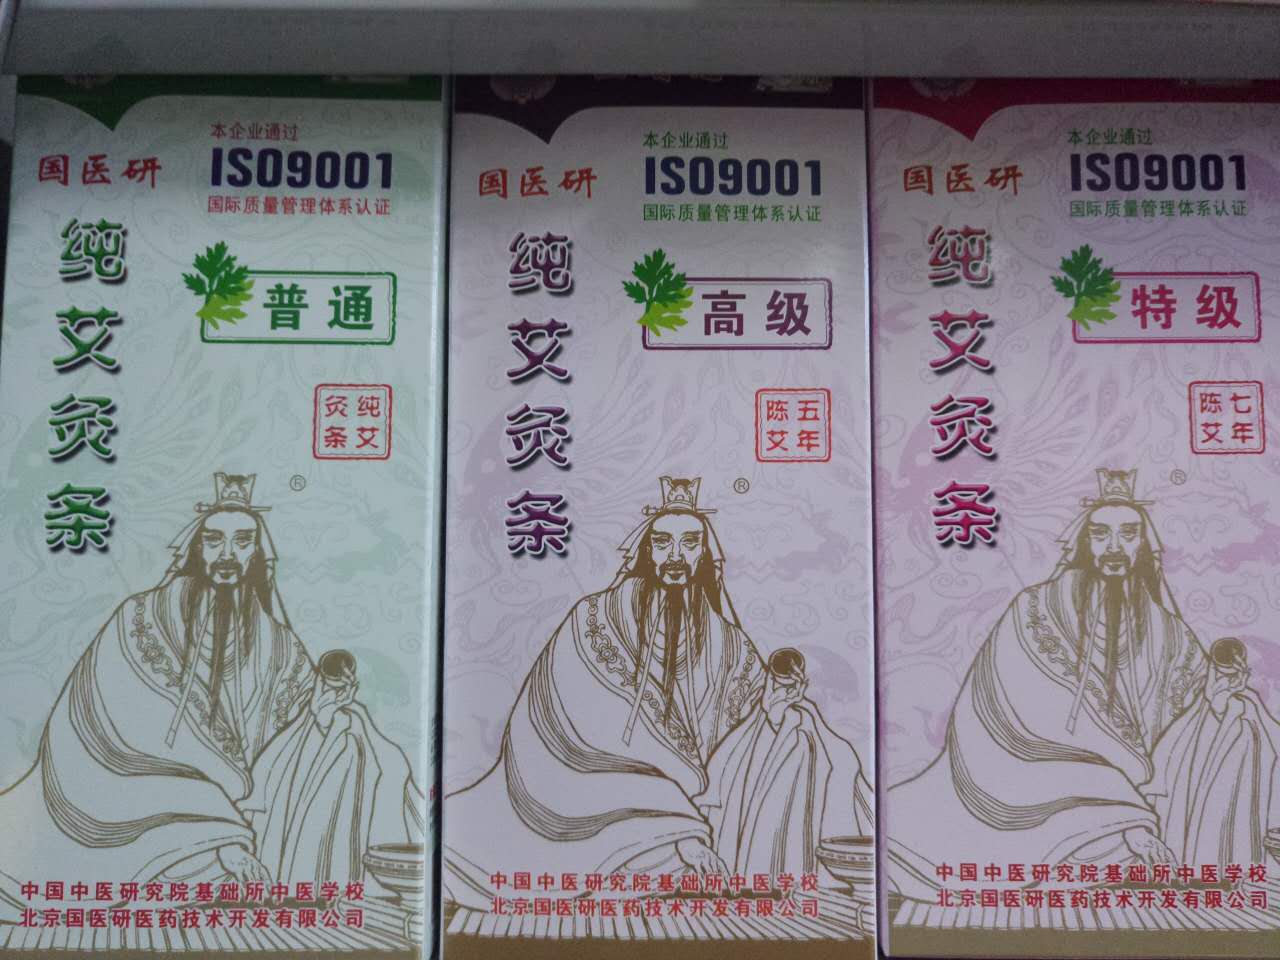 本企业通过
国医研
ISO9001
国际质量管理体系认证
纯艾灸条
普通
纯艾
灸条
®
中国中医研究院基础所中医学校
北京国医研医药技术开发有限公司
本企业通过
国医研
ISO9001
国际质量管理体系认证
纯艾灸条
高级
五年
陈艾
®
中国中医研究院基础所中医学校
北京国医研医药技术开发有限公司
本企业通过
国医研
ISO9001
国际质量管理体系认证
纯艾灸条
特级
七年
陈艾
®
中国中医研究院基础所中医学校
北京国医研医药技术开发有限公司